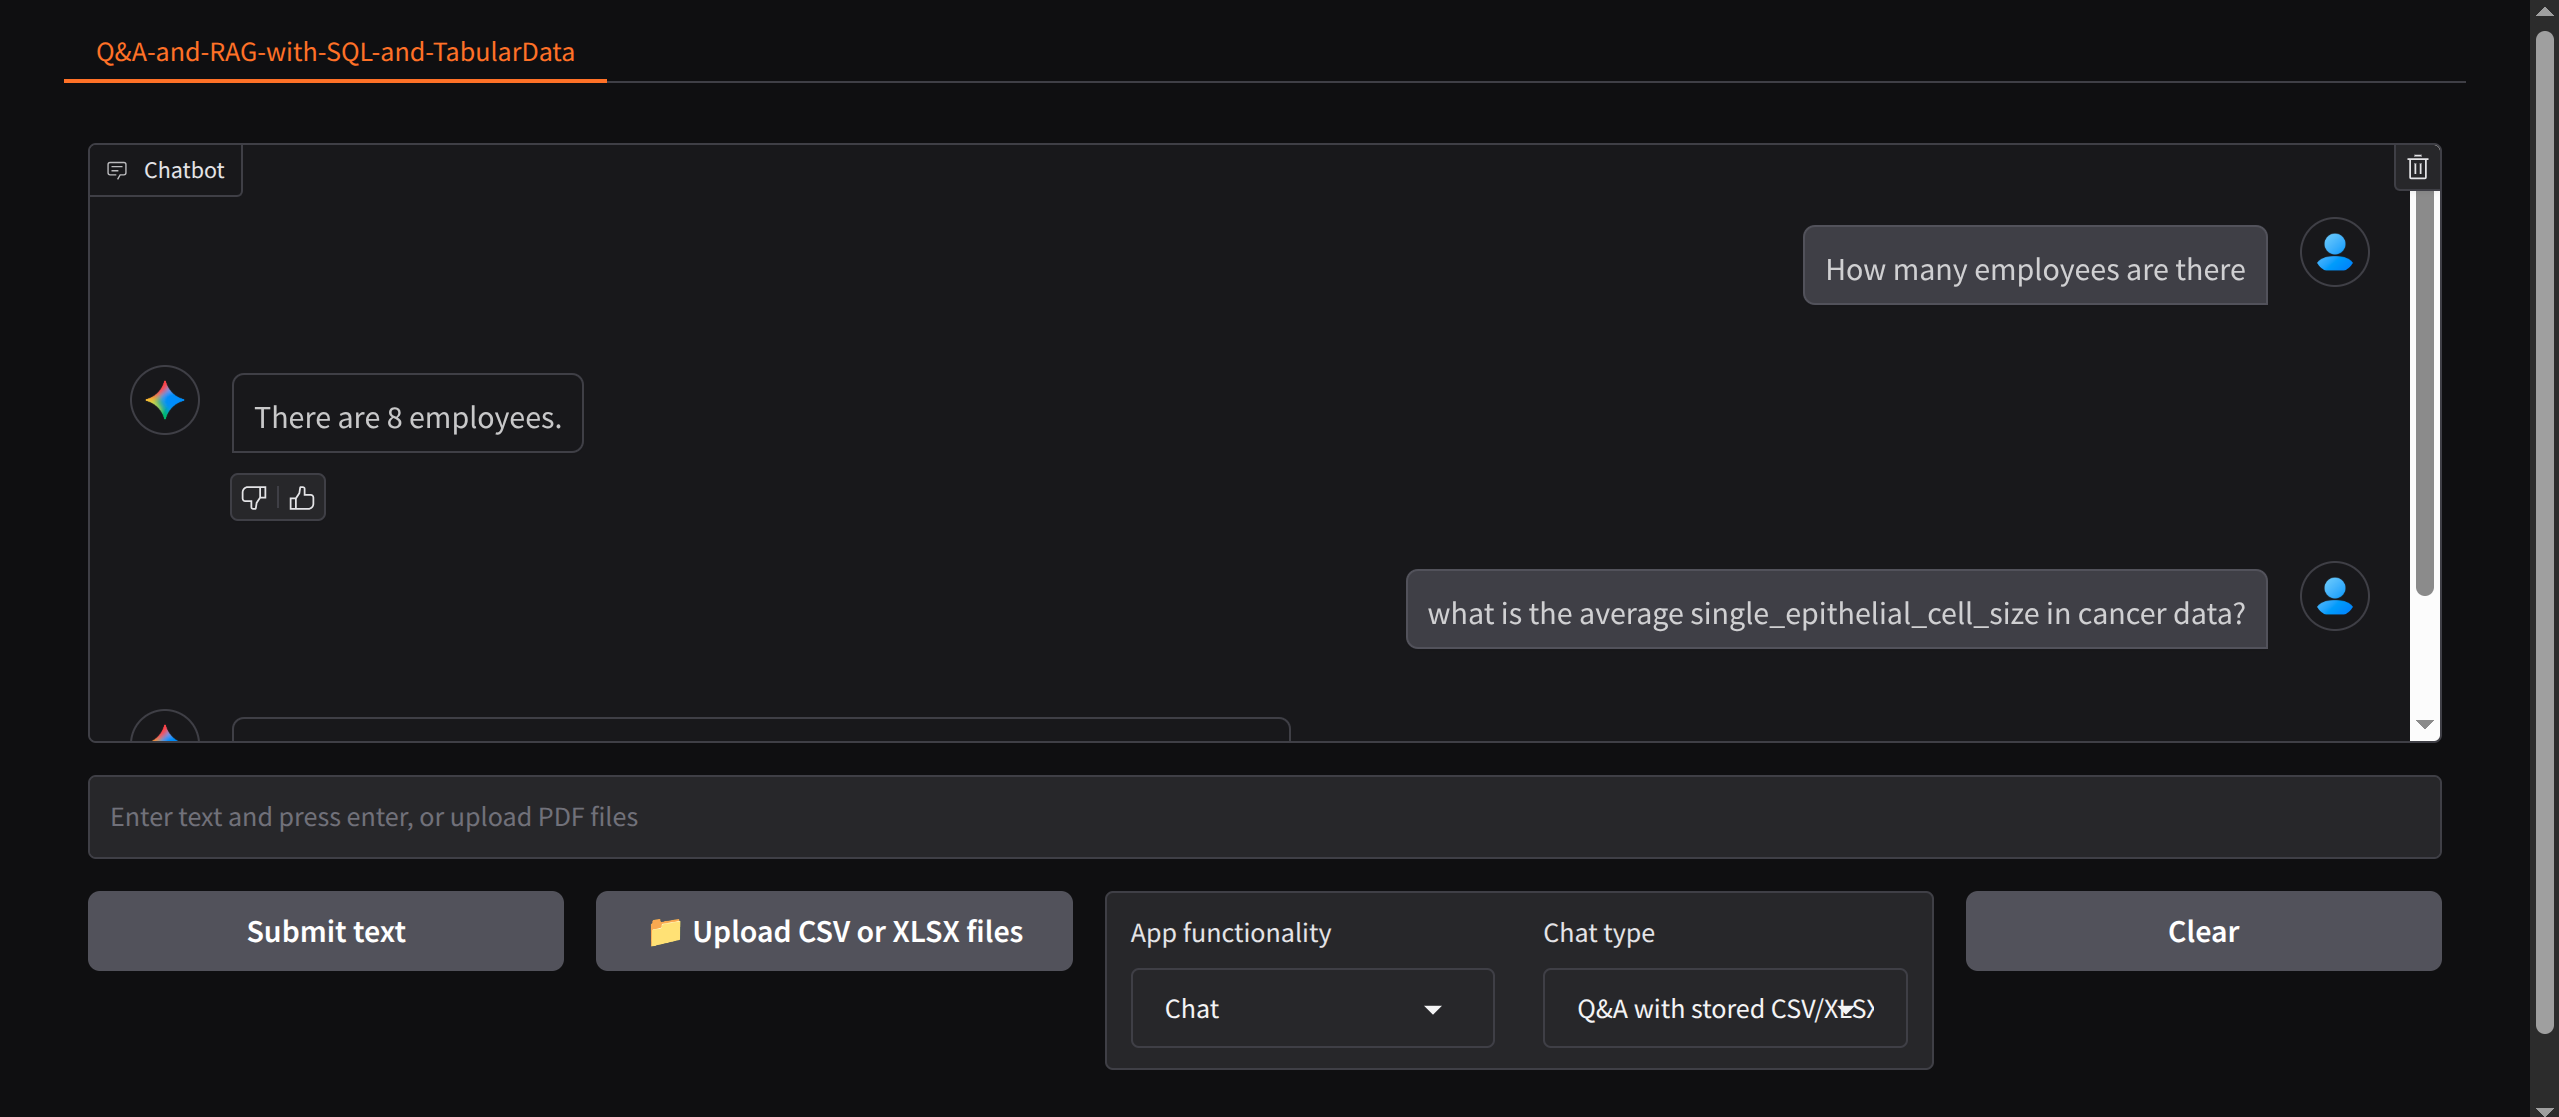 Q&A-and-RAG-with-SQL-and-TabularData
Chatbot
How many employees are there
There are 8 employees.
what is the average single_epithelial_cell_size in cancer data?
Enter text and press enter, or upload PDF files
Submit text
Upload CSV or XLSX files
App functionality
Chat type
Chat
Q&A with stored CSV/XLSX
Clear